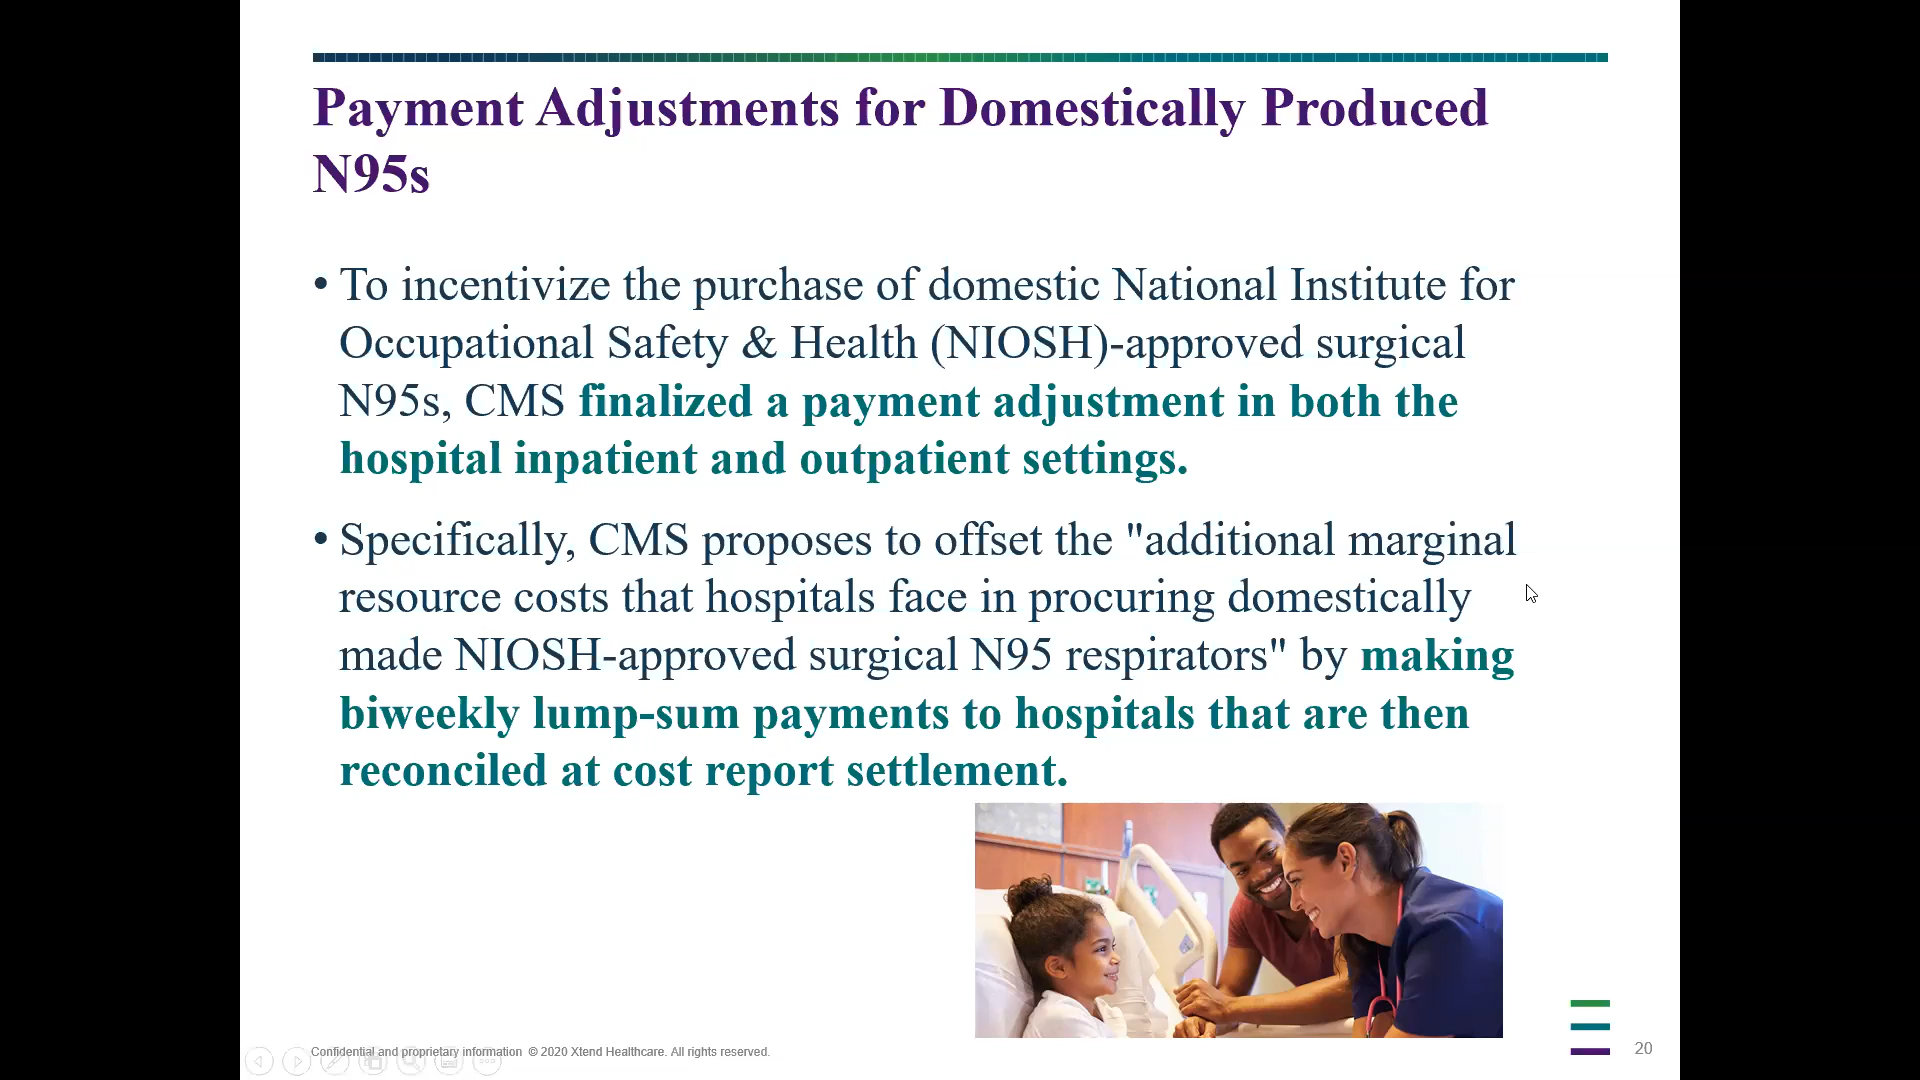 Payment Adjustments for Domestically Produced
N95s
• To incentivize the purchase of domestic National Institute for
Occupational Safety & Health (NIOSH)-approved surgical
N95s, CMS finalized a payment adjustment in both the
hospital inpatient and outpatient settings.
• Specifically, CMS proposes to offset the "additional marginal
resource costs that hospitals face in procuring domestically
made NIOSH-approved surgical N95 respirators" by making
biweekly lump-sum payments to hospitals that are then
reconciled at cost report settlement.
Confidential and proprietary information © 2020 Xtend Healthcare. All rights reserved.
20